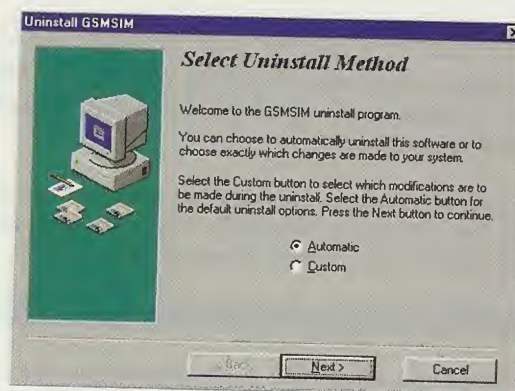 Uninstall GSMSIM
Select Uninstall Method
Welcome to the GSMSIM uninstall program.
You can choose to automatically uninstall this software or to
choose exactly which changes are made to your system.
Select the Custom button to select which modifications are to
be made during the uninstall. Select the Automatic button for
the default uninstall options. Press the Next button to continue.
Automatic
Custom
< Back
Next >
Cancel